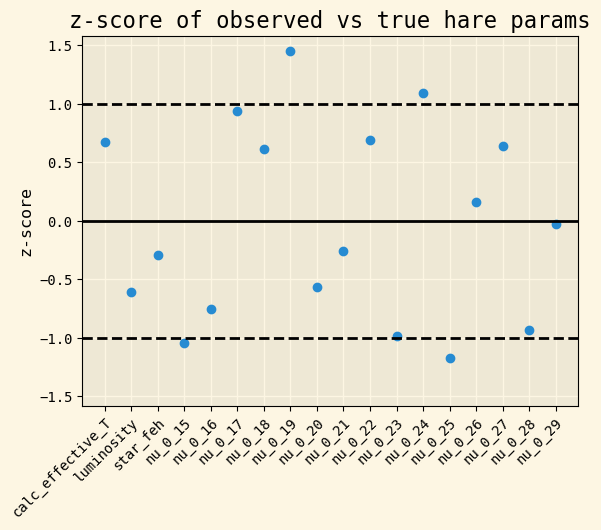 z-score of observed vs true hare params
1.5
1.0
0.5
0.0
−0.5
−1.0
−1.5
z-score
calc_effective_T
luminosity
star_feh
nu_0_15
nu_0_16
nu_0_17
nu_0_18
nu_0_19
nu_0_20
nu_0_21
nu_0_22
nu_0_23
nu_0_24
nu_0_25
nu_0_26
nu_0_27
nu_0_28
nu_0_29